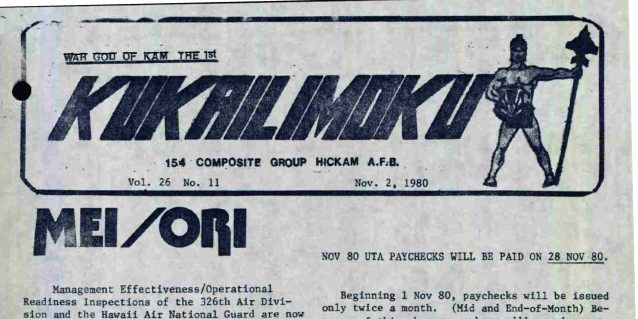 WAR GOD OF KAM THE 1st
KUKAILIMOKU
154 COMPOSITE GROUP HICKAM A.F.B.
Vol. 26 No. 11 Nov. 2, 1980
MEI/ORI
Management Effectiveness/Operational
Readiness Inspections of the 326th Air Divi-
sion and the Hawaii Air National Guard are now
NOV 80 UTA PAYCHECKS WILL BE PAID ON 28 NOV 80.
Beginning 1 Nov 80, paychecks will be issued
only twice a month. (Mid and End-of-Month) Be-